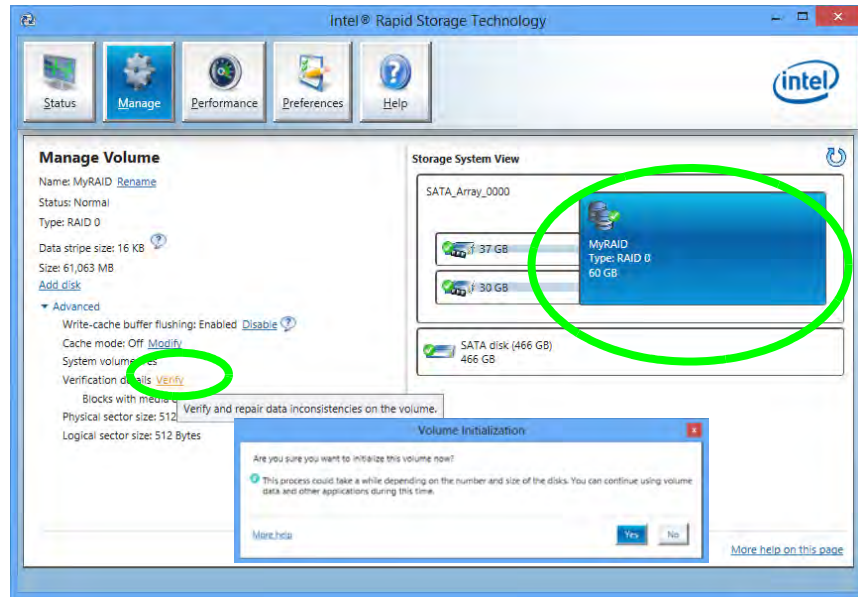 Intel® Rapid Storage Technology
Status
Manage
Performance
Preferences
Help
intel
Manage Volume
Name: MyRAID Rename
Status: Normal
Type: RAID 0
Data stripe size: 16 KB
Size: 61,063 MB
Add disk
Advanced
Write-cache buffer flushing: Enabled Disable
Cache mode: Off Modify
System volume:
Verification details Verify
Blocks with media
Physical sector size: 512
Logical sector size: 512 Bytes
Verify and repair data inconsistencies on the volume.
Storage System View
SATA_Array_0000
37 GB
30 GB
MyRAID
Type: RAID 0
60 GB
SATA disk (466 GB)
466 GB
Volume Initialization
Are you sure you want to initialize this volume now?
This process could take a while depending on the number and size of the disks. You can continue using volume
data and other applications during this time.
More help
Yes
No
More help on this page